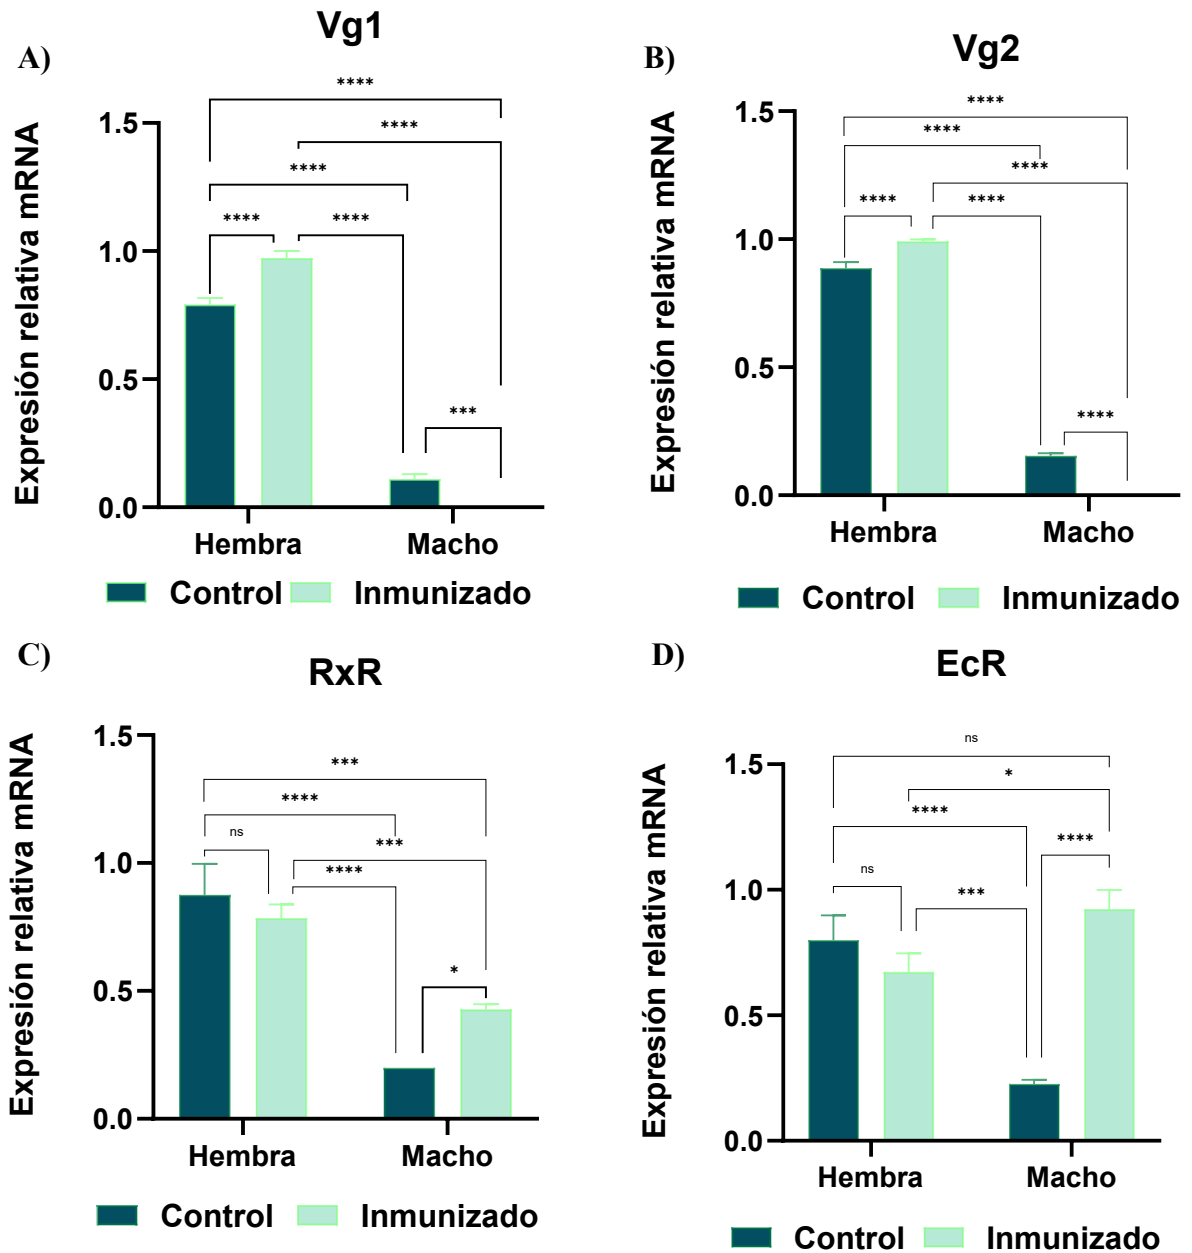 A)
Vg1
Expresión relativa mRNA
1.5
1.0
0.5
0.0
****
****
****
****
****
***
Hembra
Macho
Control
Inmunizado
B)
Vg2
Expresión relativa mRNA
1.5
1.0
0.5
0.0
****
****
****
****
****
****
Hembra
Macho
Control
Inmunizado
C)
RxR
Expresión relativa mRNA
1.5
1.0
0.5
0.0
***
****
ns
***
****
*
Hembra
Macho
Control
Inmunizado
D)
EcR
Expresión relativa mRNA
1.5
1.0
0.5
0.0
ns
*
****
****
ns
***
Hembra
Macho
Control
Inmunizado